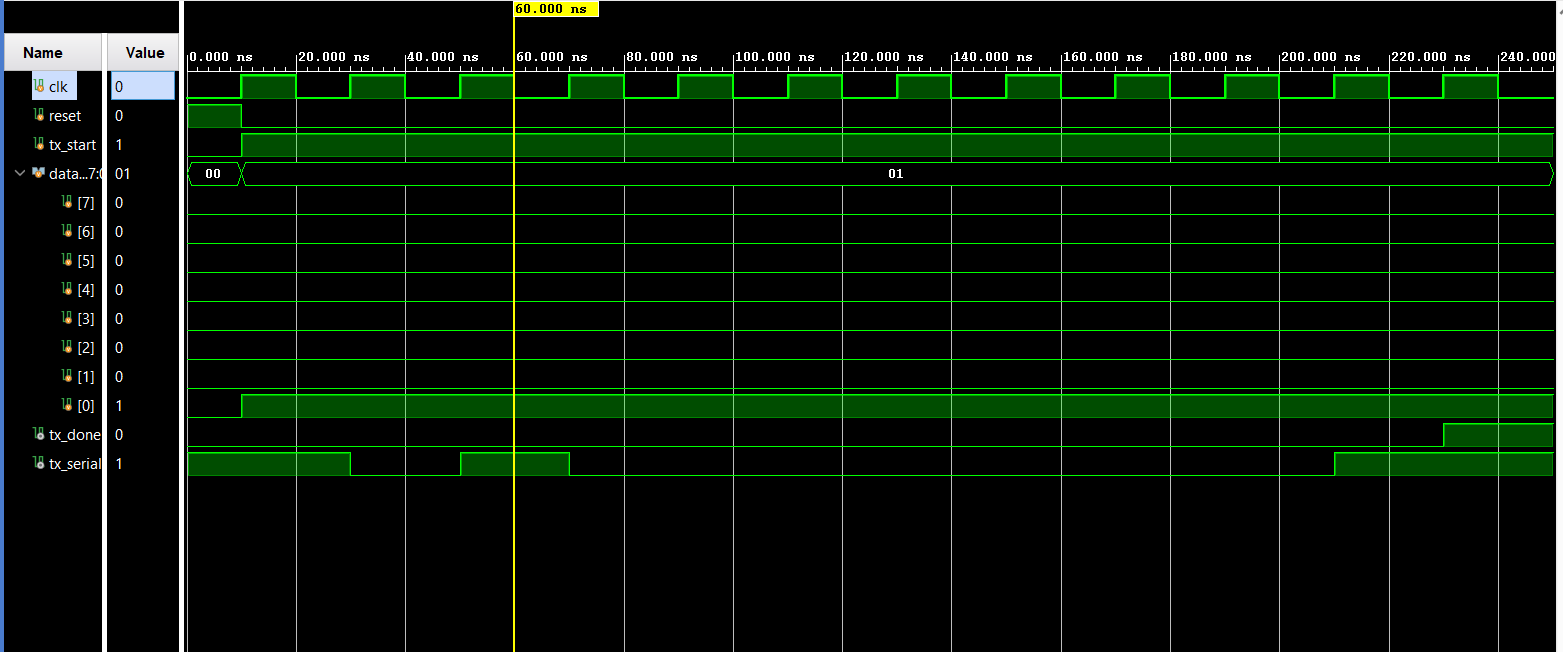 60.000 ns
Name Value
0.000 ns 20.000 ns 40.000 ns 60.000 ns 80.000 ns 100.000 ns 120.000 ns 140.000 ns 160.000 ns 180.000 ns 200.000 ns 220.000 ns 240.000
clk 0
reset 0
tx_start 1
data...7:0 01 00 01
[7] 0
[6] 0
[5] 0
[4] 0
[3] 0
[2] 0
[1] 0
[0] 1
tx_done 0
tx_serial 1